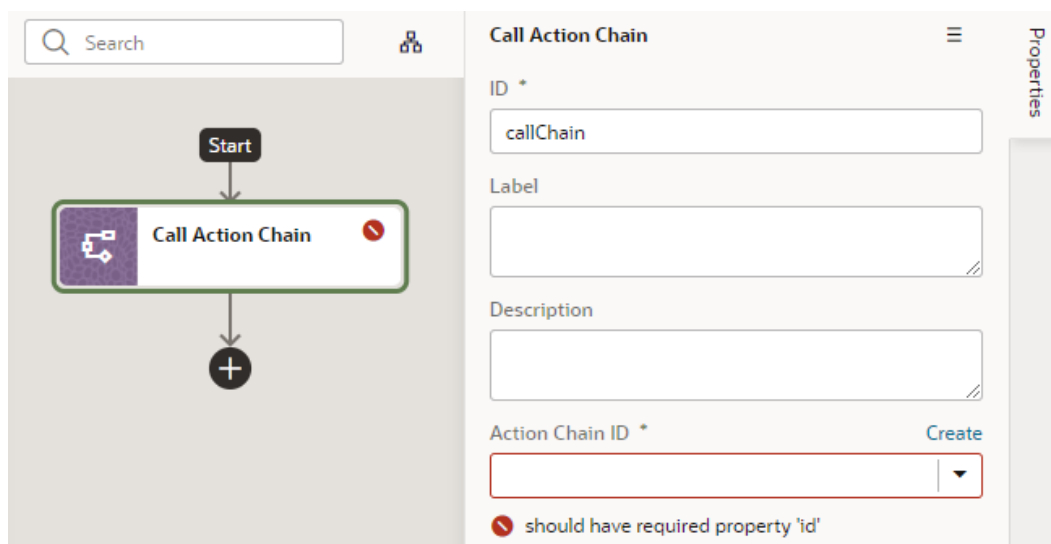 Search
Start
Call Action Chain
Call Action Chain
ID *
callChain
Label
Description
Action Chain ID *
Create
should have required property 'id'
Properties